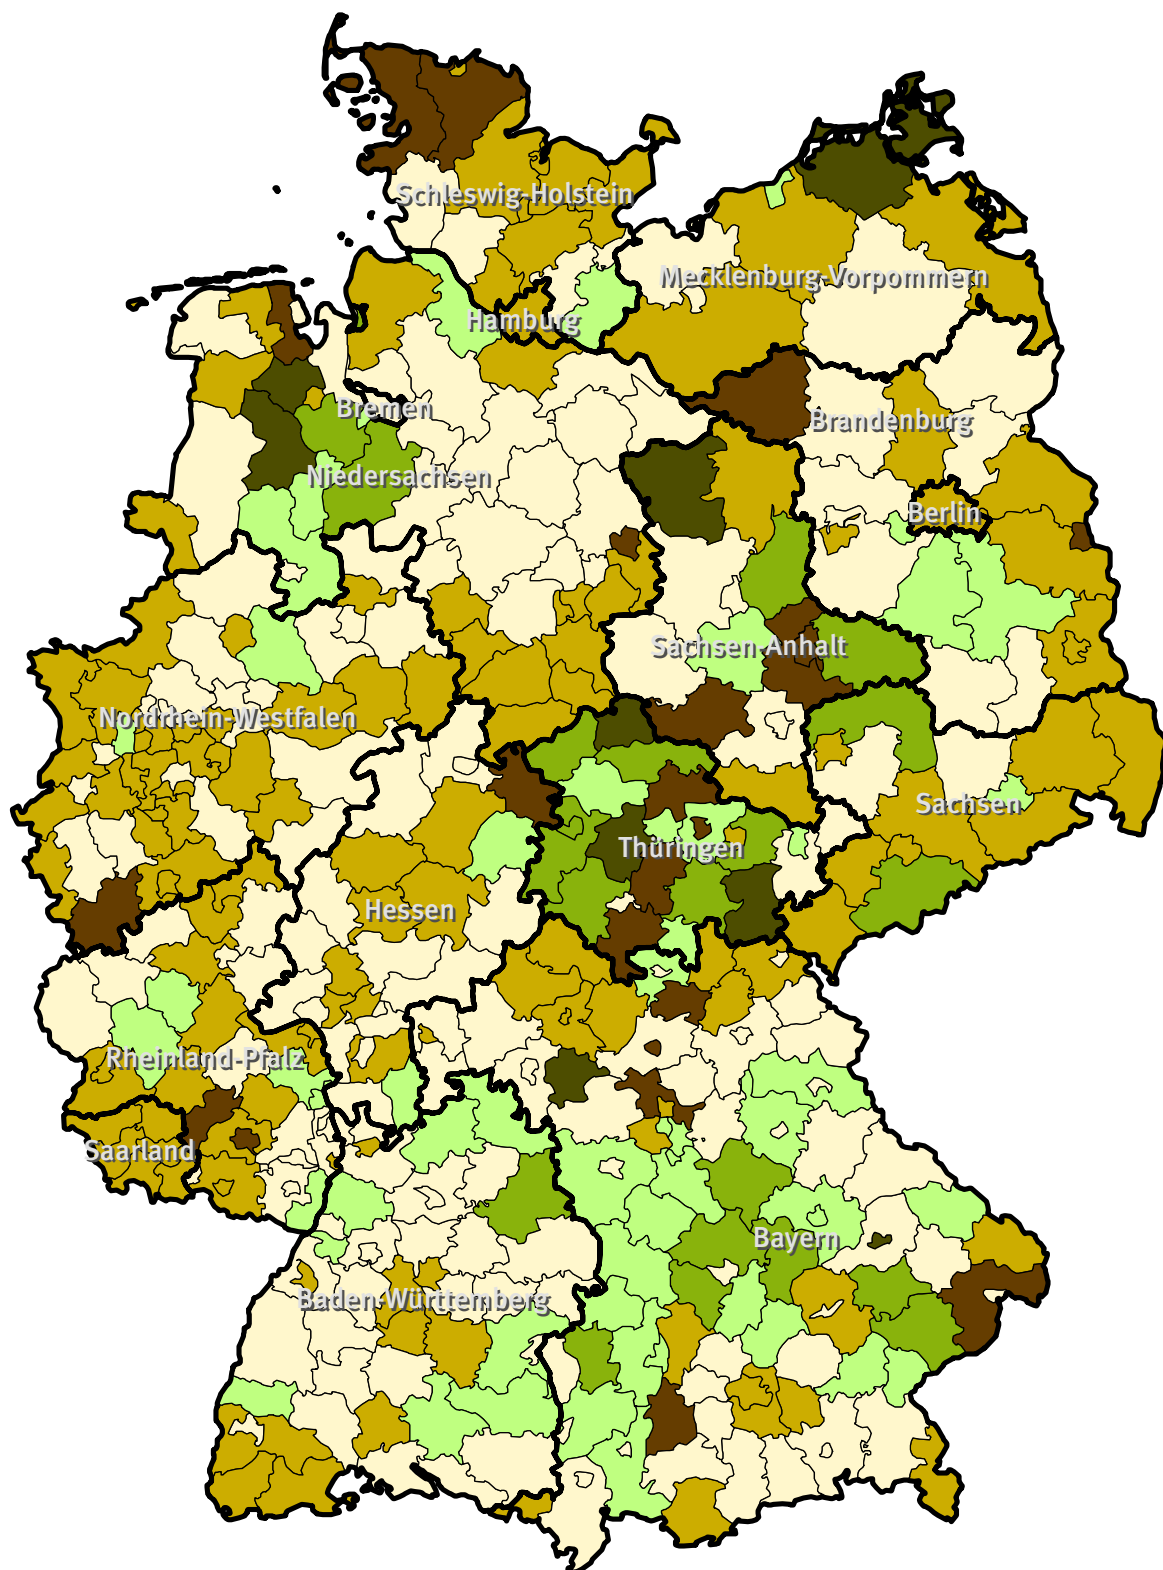 Schleswig-Holstein
Mecklenburg-Vorpommern
Hamburg
Bremen
Brandenburg
Niedersachsen
Berlin
Sachsen-Anhalt
Nordrhein-Westfalen
Sachsen
Thüringen
Hessen
Rheinland-Pfalz
Saarland
Bayern
Baden-Württemberg